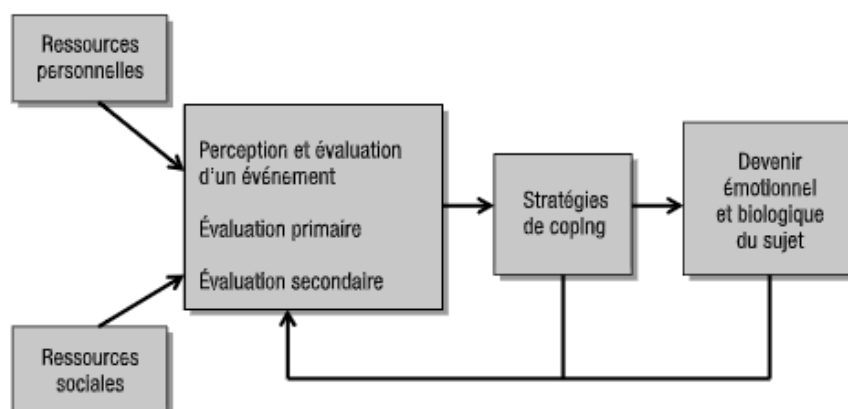 Ressources
personnelles
Perception et évaluation
d'un événement
Évaluation primaire
Évaluation secondaire
Stratégies
de coping
Devenir
émotionnel
et biologique
du sujet
Ressources
sociales